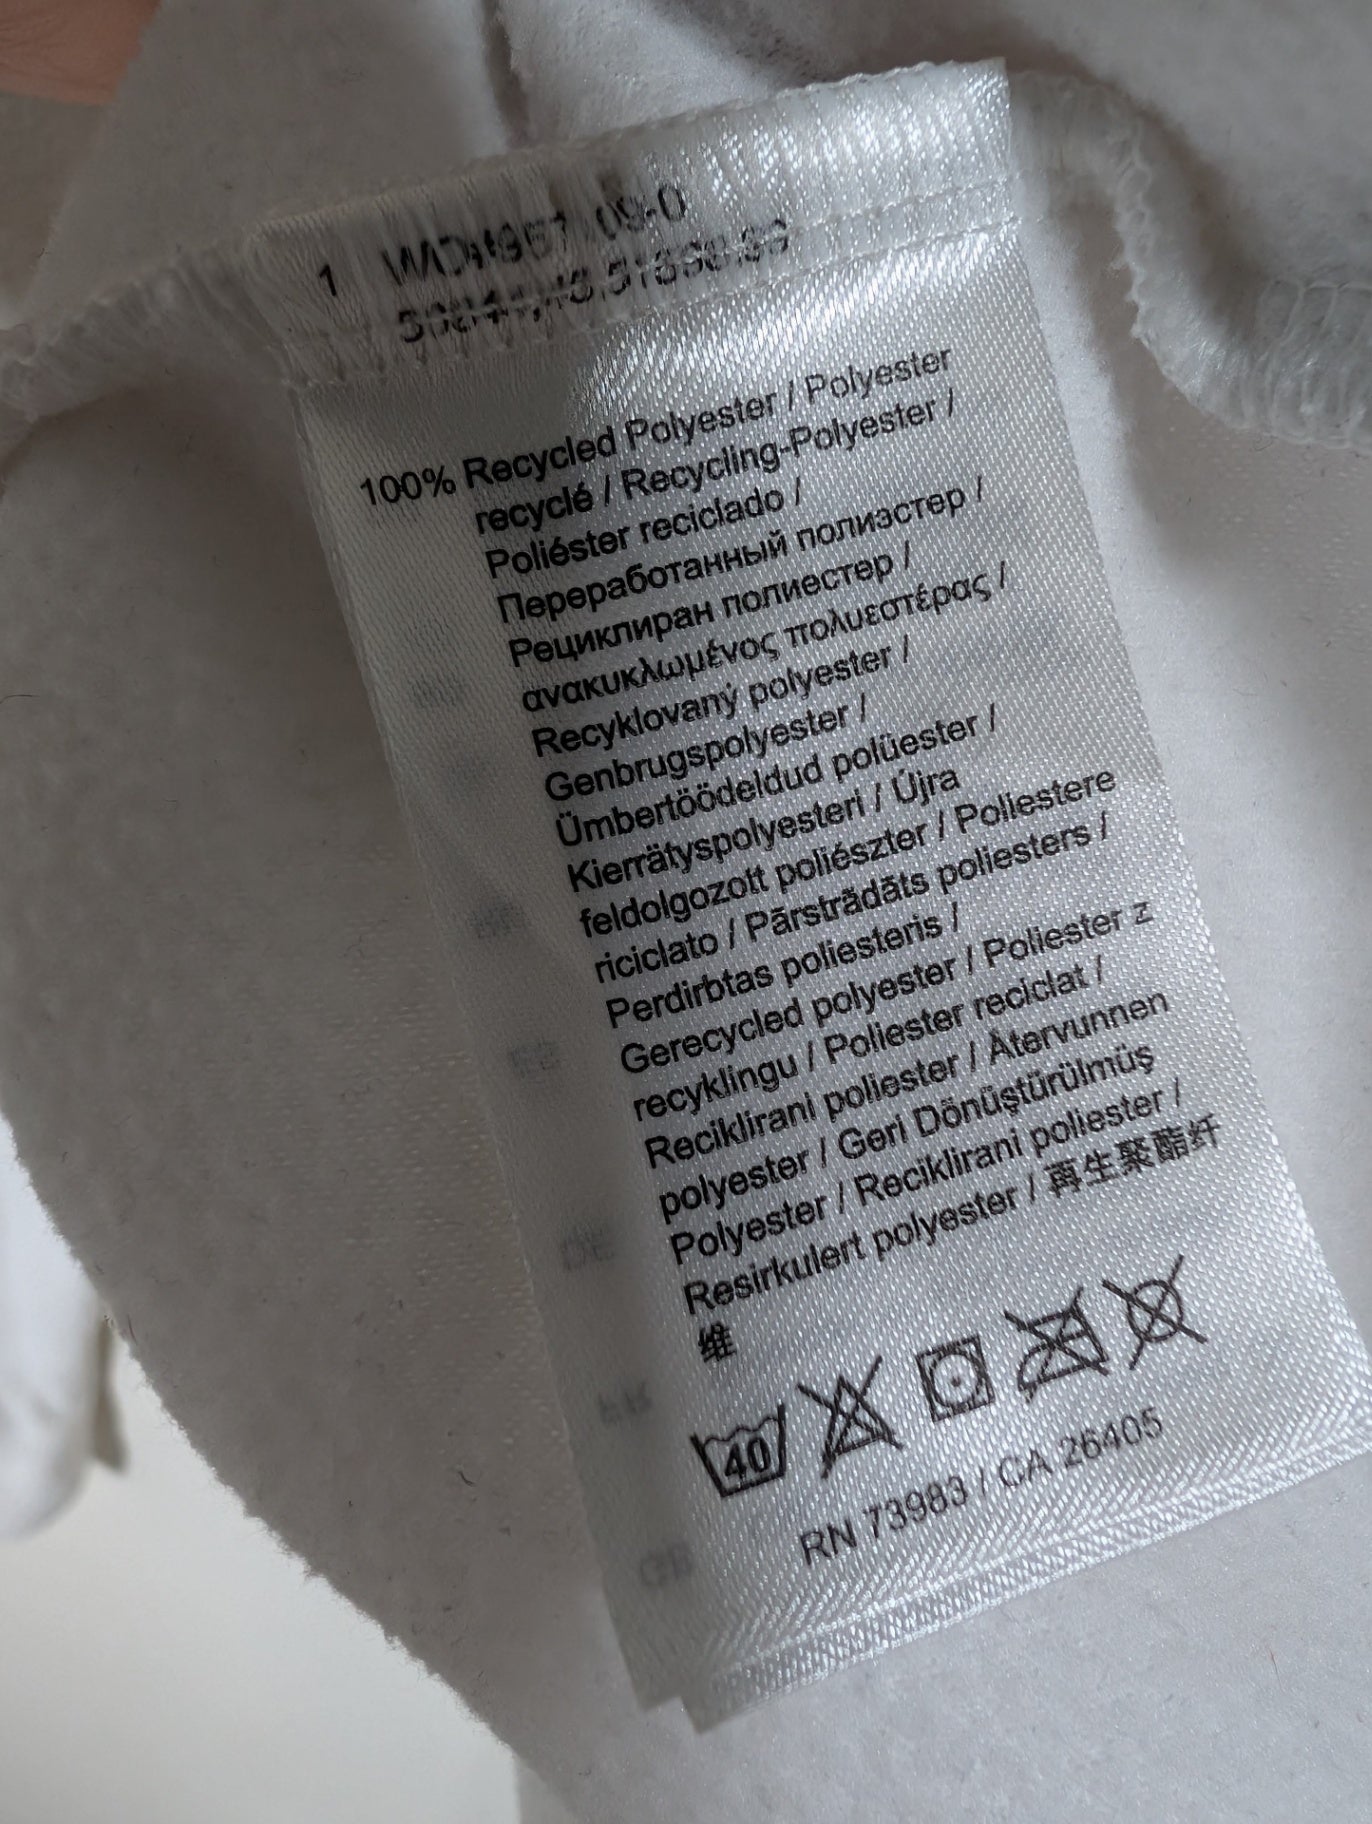 1
100% Recycled Polyester / Polyester
recyclé / Recycling-Polyester /
Poliéster reciclado /
Переработанный полиэстер /
Рециклиран полиестер /
ανακυκλωμένος πολυεστέρας /
Recyklovaný polyester /
Genbrugspolyester /
Ümbertöödeldud polüester /
Kierrätyspolyesteri / Újra
feldolgozott poliészter / Poliestere
riciclato / Pārstrādāts poliesters /
Perdirbtas poliesteris /
Gerecycled polyester / Poliester z
recyklingu / Poliester reciclat /
Reciklirani poliester / Återvunnen
polyester / Geri Dönüştürülmüş
Polyester / Reciklirani poliester /
Resirkulert polyester / 再生聚酯纤
维
40
RN 73983 / CA 26405